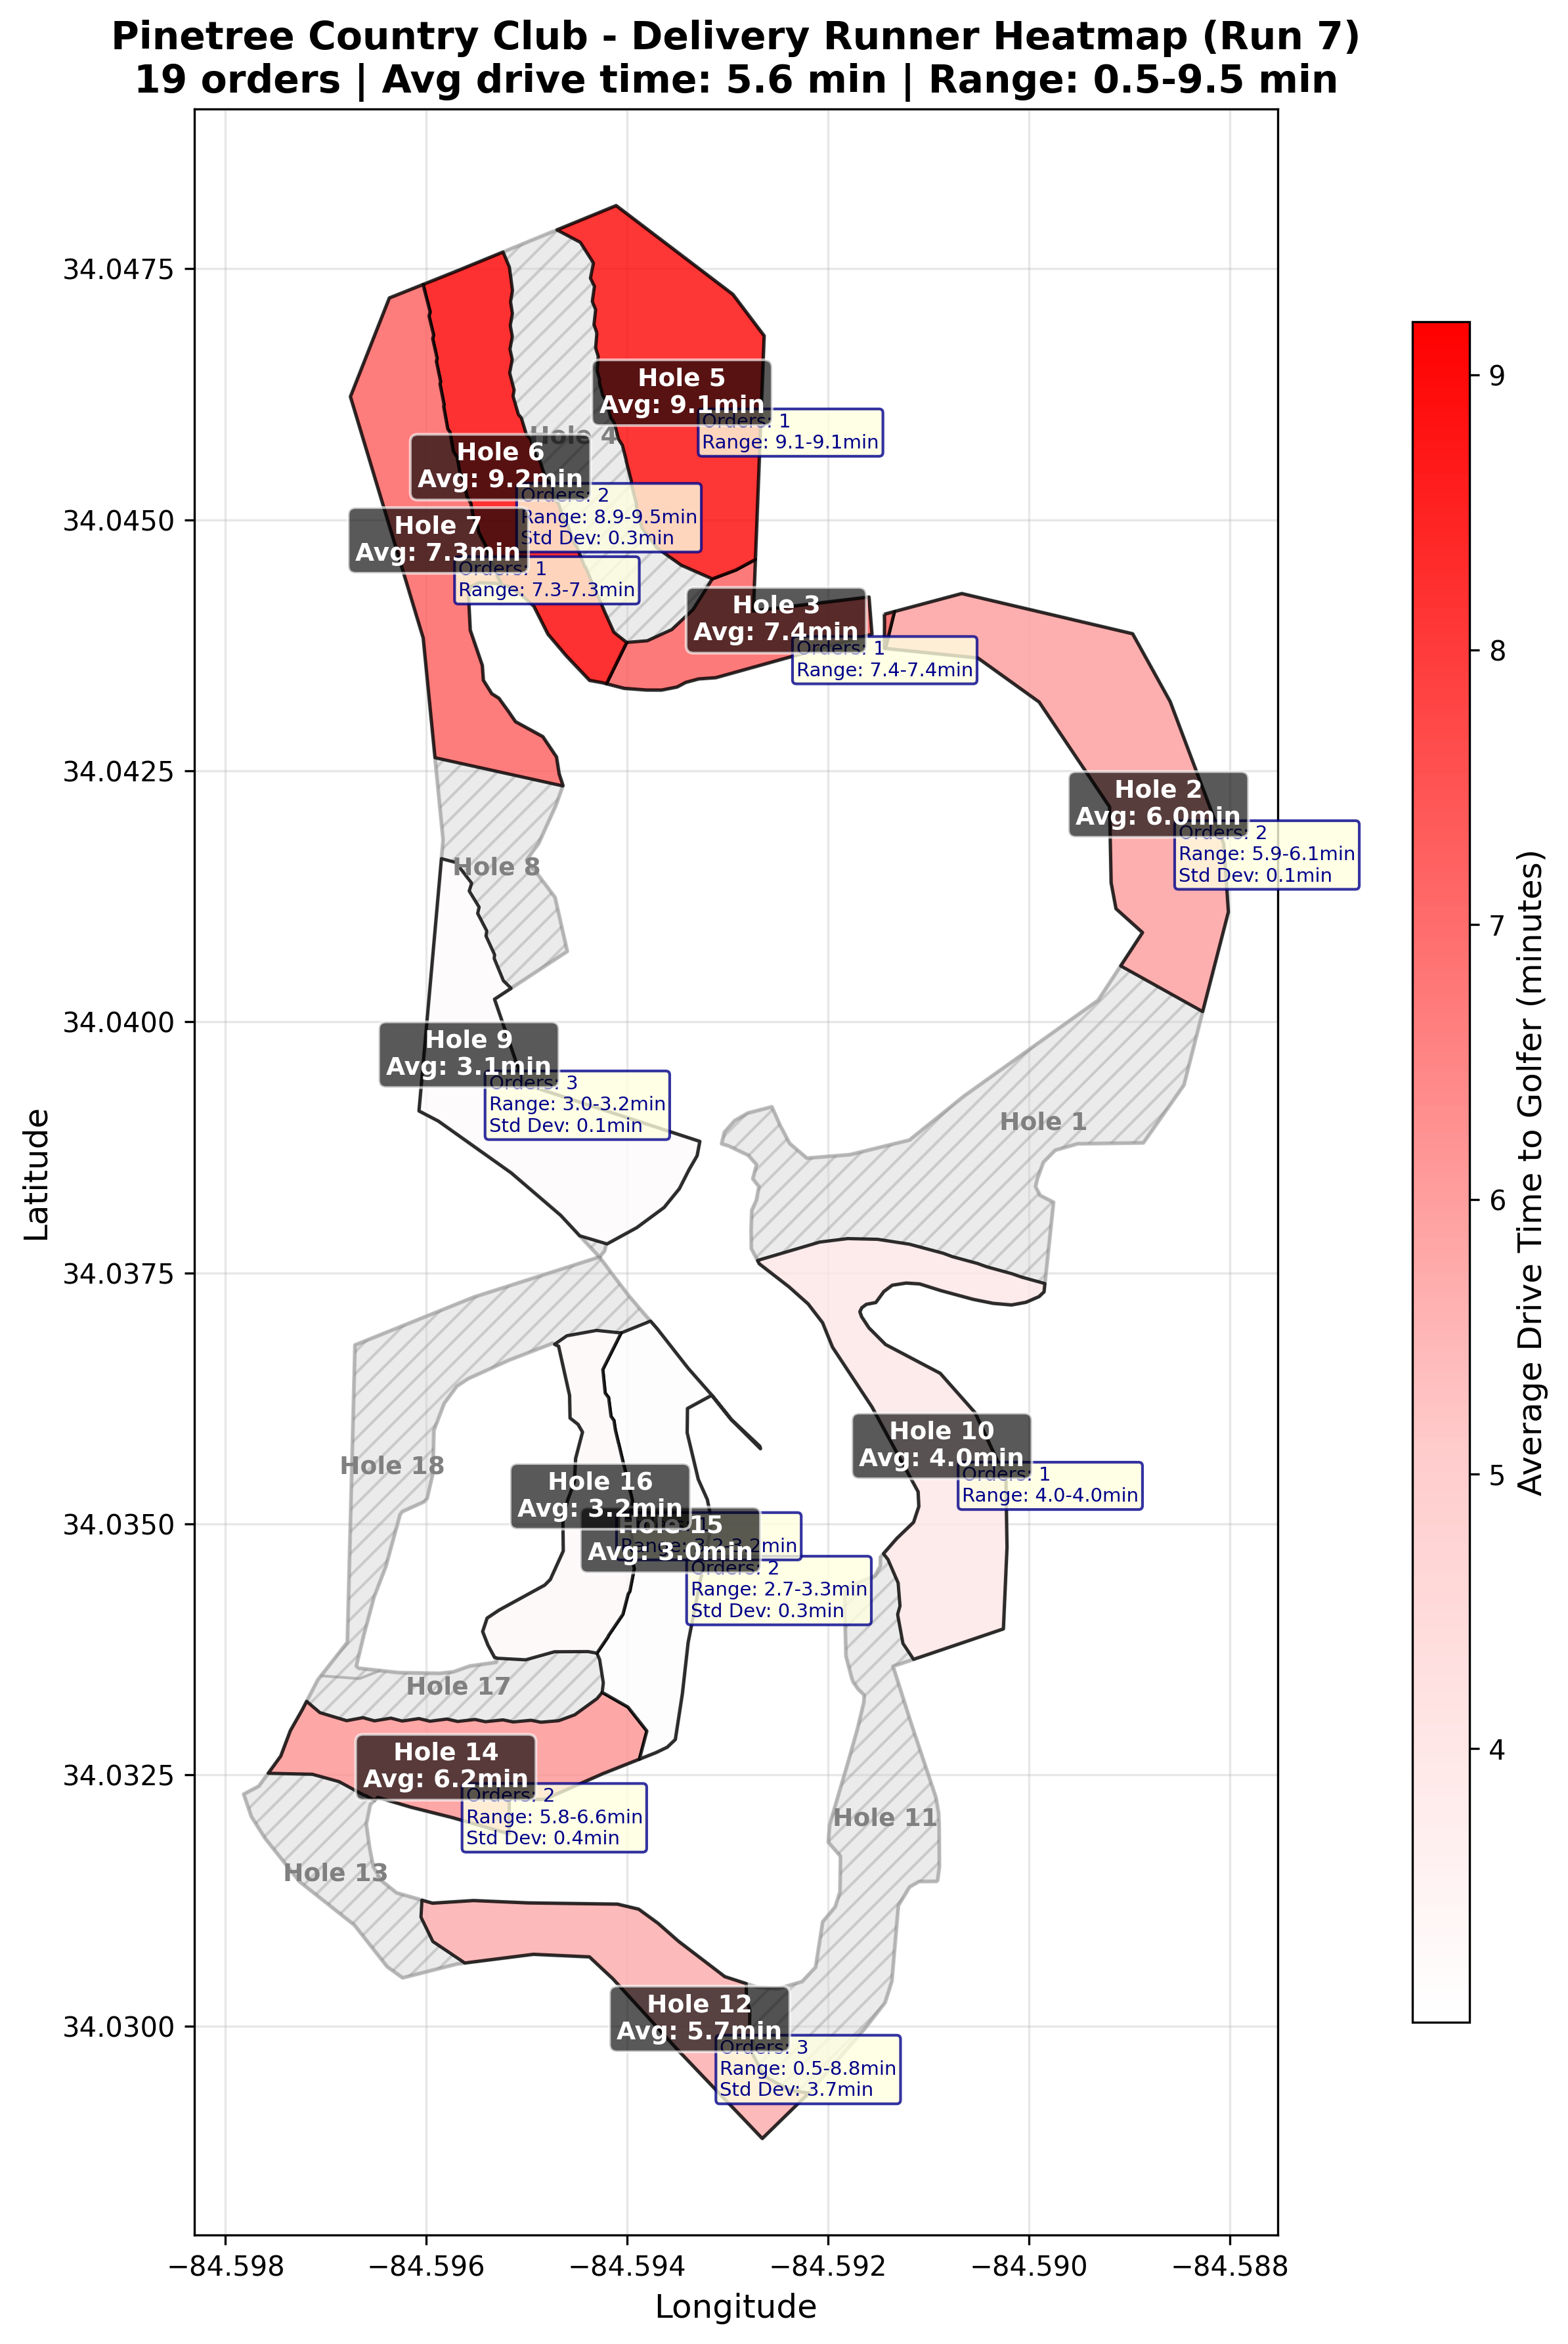 Pinetree Country Club - Delivery Runner Heatmap (Run 7)
19 orders | Avg drive time: 5.6 min | Range: 0.5-9.5 min
Hole 5
Avg: 9.1min
Orders: 1
Range: 9.1-9.1min
Hole 4
Hole 6
Avg: 9.2min
Orders: 2
Range: 8.9-9.5min
Std Dev: 0.3min
Hole 7
Avg: 7.3min
Orders: 1
Range: 7.3-7.3min
Hole 3
Avg: 7.4min
Orders: 1
Range: 7.4-7.4min
Hole 2
Avg: 6.0min
Orders: 2
Range: 5.9-6.1min
Std Dev: 0.1min
Hole 8
Hole 9
Avg: 3.1min
Orders: 3
Range: 3.0-3.2min
Std Dev: 0.1min
Hole 1
Hole 10
Avg: 4.0min
Orders: 1
Range: 4.0-4.0min
Hole 18
Hole 16
Avg: 3.2min
Range: 3.2-3.2min
Hole 15
Avg: 3.0min
Orders: 2
Range: 2.7-3.3min
Std Dev: 0.3min
Hole 17
Hole 14
Avg: 6.2min
Orders: 2
Range: 5.8-6.6min
Std Dev: 0.4min
Hole 11
Hole 13
Hole 12
Avg: 5.7min
Orders: 3
Range: 0.5-8.8min
Std Dev: 3.7min
34.0475
34.0450
34.0425
34.0400
34.0375
34.0350
34.0325
34.0300
Latitude
−84.598
−84.596
−84.594
−84.592
−84.590
−84.588
Longitude
9
8
7
6
5
4
Average Drive Time to Golfer (minutes)